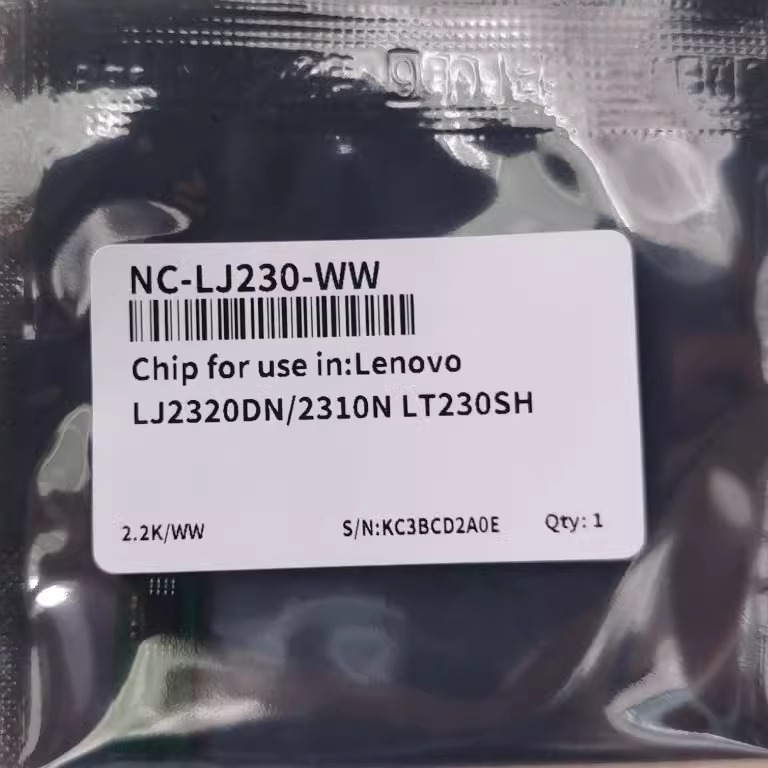 NC-LJ230-WW
Chip for use in:Lenovo
LJ2320DN/2310N LT230SH
2.2K/WW S/N:KC3BCD2A0E Qty: 1